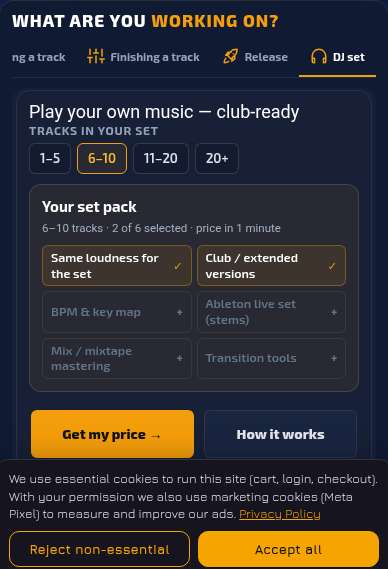 WHAT ARE YOU WORKING ON?
ng a track Finishing a track Release DJ set
Play your own music — club-ready
TRACKS IN YOUR SET
1–5 6–10 11–20 20+
Your set pack
6–10 tracks · 2 of 6 selected · price in 1 minute
Same loudness for the set ✓
Club / extended versions ✓
BPM & key map +
Ableton live set (stems) +
Mix / mixtape mastering +
Transition tools +
Get my price → How it works
We use essential cookies to run this site (cart, login, checkout).
With your permission we also use marketing cookies (Meta
Pixel) to measure and improve our ads. Privacy Policy
Reject non-essential Accept all